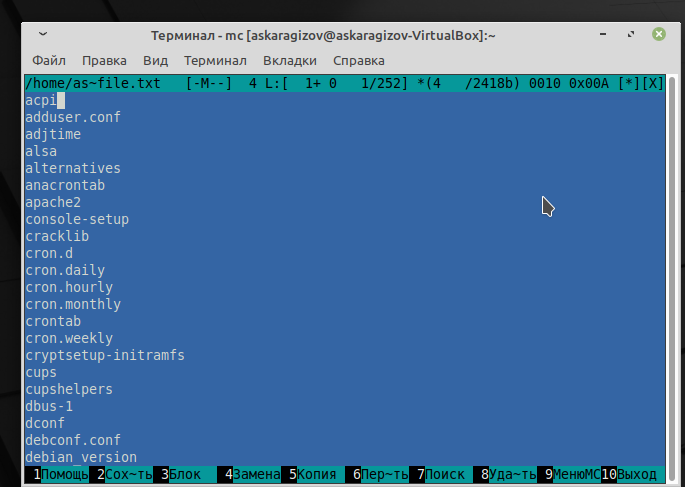 Терминал - mc [askaragizov@askaragizov-VirtualBox]:~
Файл Правка Вид Терминал Вкладки Справка
/home/as~file.txt [-M--] 4 L:[ 1+ 0 1/252] *(4 /2418b) 0010 0x00A [*][X]
acpi
adduser.conf
adjtime
alsa
alternatives
anacrontab
apache2
console-setup
cracklib
cron.d
cron.daily
cron.hourly
cron.monthly
crontab
cron.weekly
cryptsetup-initramfs
cups
cupshelpers
dbus-1
dconf
debconf.conf
debian_version
1Помощь 2Сох~ть 3Блок 4Замена 5Копия 6Пер~ть 7Поиск 8Уда~ть 9МенюMC 10Выход